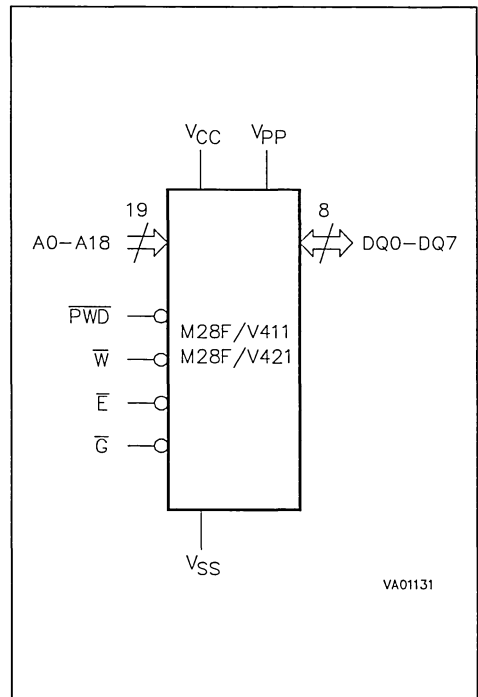 VCC VPP
19 8
A0-A18 DQ0-DQ7
PWD
M28F/V411
W M28F/V421
E
G
VSS
VA01131